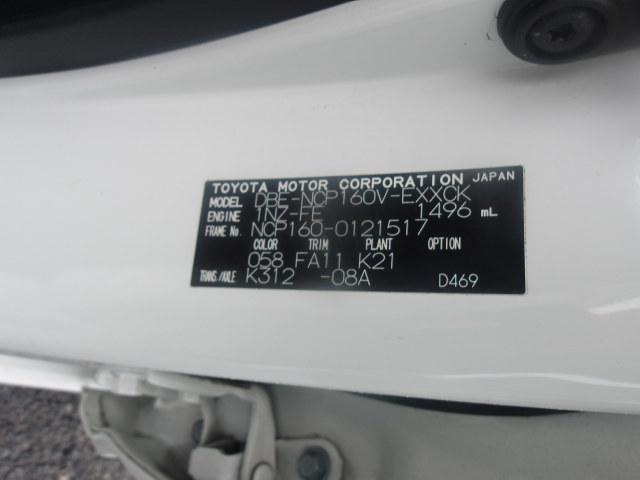 TOYOTA MOTOR CORPORATION JAPAN
MODEL DBE-NCP160V-EXXCK
ENGINE 1NZ-FE 1496 mL
FRAME No. NCP160-0121517
COLOR TRIM PLANT OPTION
058 FA11 K21
TRANS./AXLE K312 -08A D469